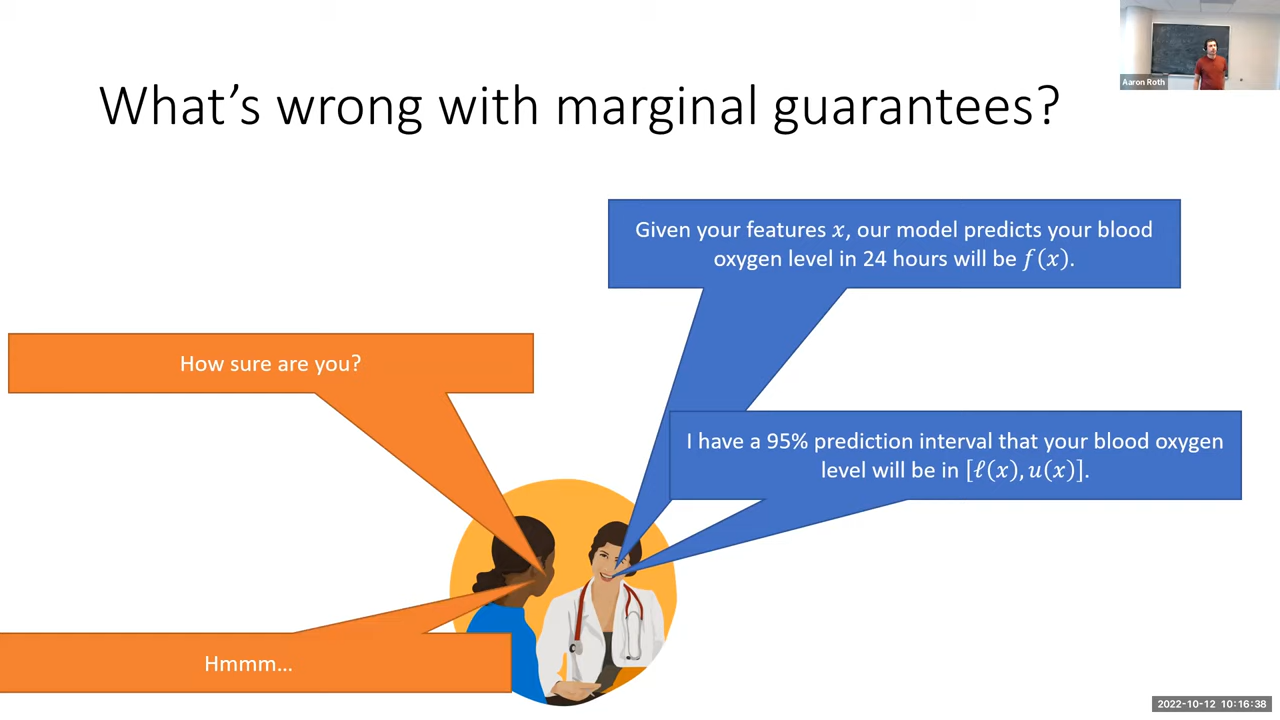 Aaron Roth
What's wrong with marginal guarantees?
Given your features 𝑥, our model predicts your blood
oxygen level in 24 hours will be 𝑓(𝑥).
How sure are you?
I have a 95% prediction interval that your blood oxygen
level will be in [ℓ(𝑥), 𝑢(𝑥)].
Hmmm...
2022-10-12 10:16:38